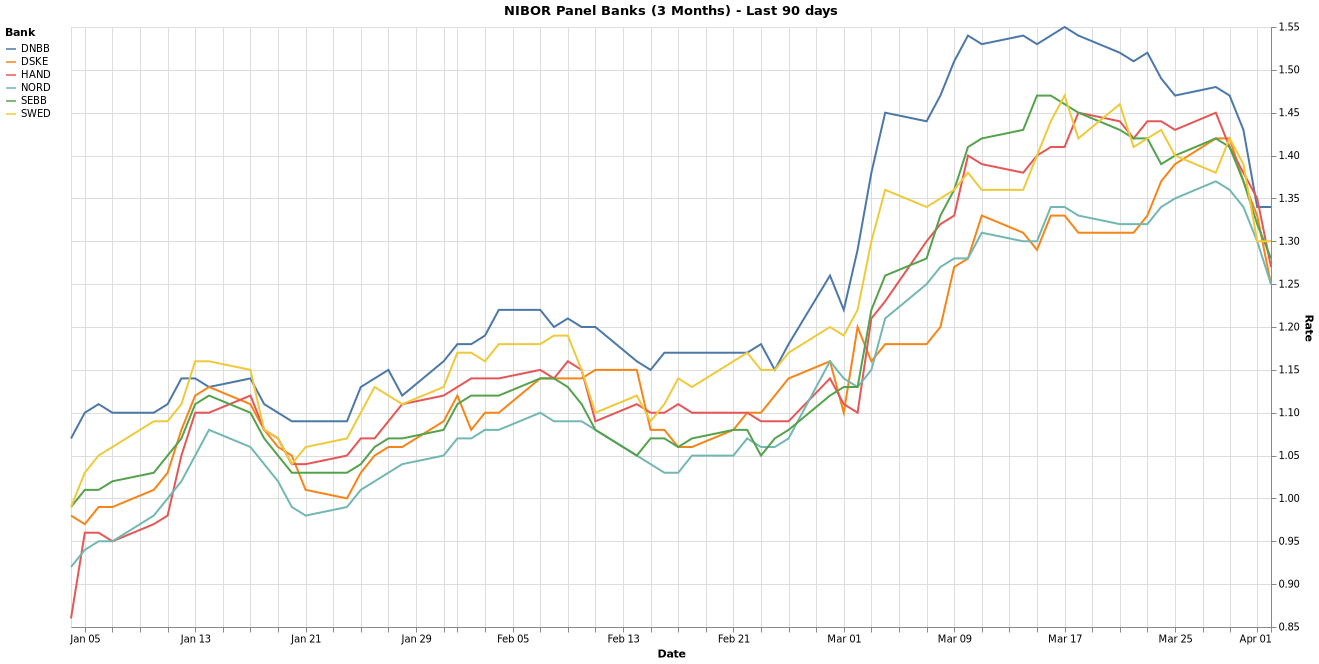 NIBOR Panel Banks (3 Months) - Last 90 days
Bank
DNBB
DSKE
HAND
NORD
SEBB
SWED
1.55
1.50
1.45
1.40
1.35
1.30
1.25
1.20
1.15
1.10
1.05
1.00
0.95
0.90
0.85
Rate
Jan 05 Jan 13 Jan 21 Jan 29 Feb 05 Feb 13 Feb 21 Mar 01 Mar 09 Mar 17 Mar 25 Apr 01
Date